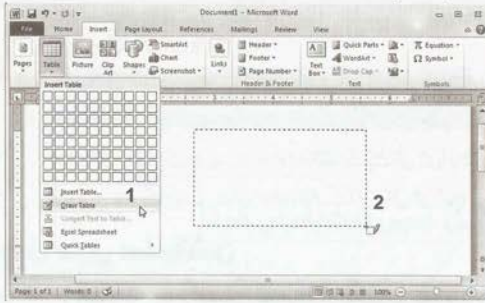 Document1 - Microsoft Word
File Home Insert Page Layout References Mailings Review View
Pages Table Picture Clip Art Shapes SmartArt Chart Screenshot Links Header Footer Page Number Text Box Quick Parts WordArt Drop Cap Equation Symbol
Header & Footer Text Symbols
Insert Table
Insert Table...
Draw Table
Convert Text to Table...
Excel Spreadsheet
Quick Tables
1
2
Page: 1 of 1 Words: 0 100%